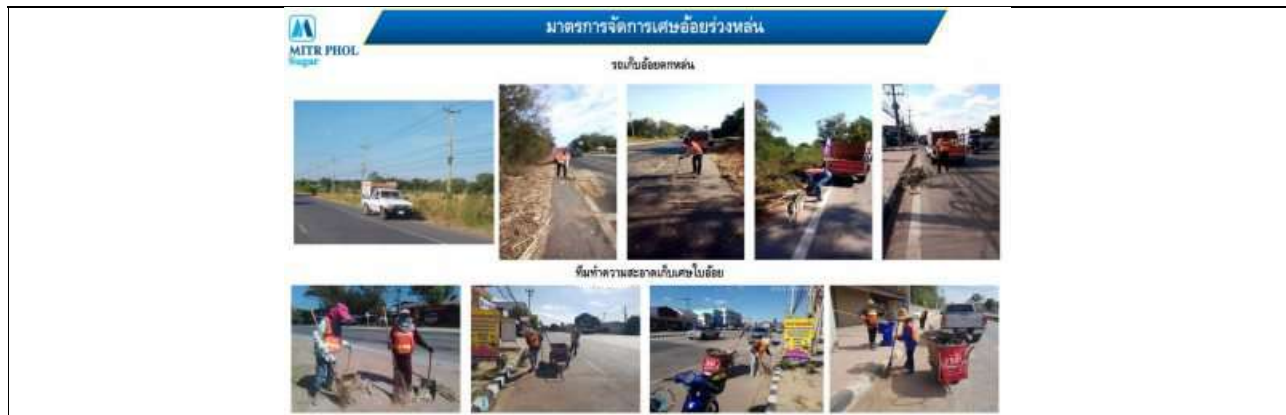 มาตรการจัดการเศษอ้อยร่วงหล่น
MITR PHOL
Sugar
รถเก็บอ้อยตกหล่น
ทีมทำความสะอาดเก็บเศษใบอ้อย